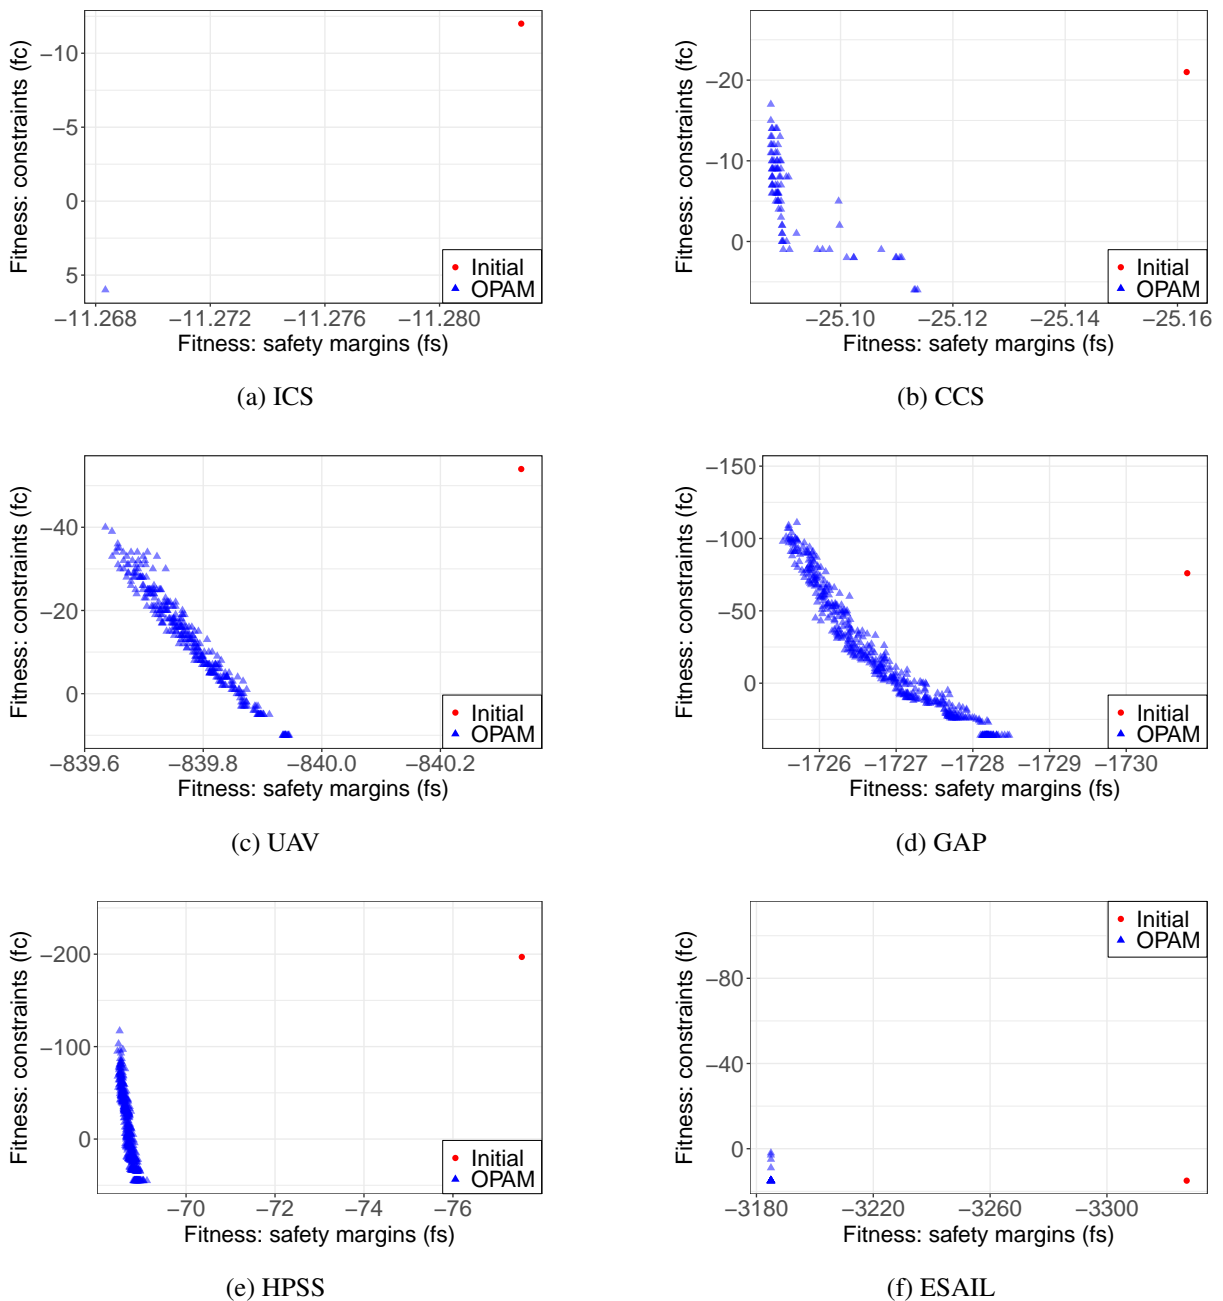 Fitness: constraints (fc)
−10
−5
0
5
Initial
OPAM
−11.268 −11.272 −11.276 −11.280
Fitness: safety margins (fs)
(a) ICS
Fitness: constraints (fc)
−20
−10
0
Initial
OPAM
−25.10 −25.12 −25.14 −25.16
Fitness: safety margins (fs)
(b) CCS
Fitness: constraints (fc)
−40
−20
0
Initial
OPAM
−839.6 −839.8 −840.0 −840.2
Fitness: safety margins (fs)
(c) UAV
Fitness: constraints (fc)
−150
−100
−50
0
Initial
OPAM
−1726 −1727 −1728 −1729 −1730
Fitness: safety margins (fs)
(d) GAP
Fitness: constraints (fc)
−200
−100
0
Initial
OPAM
−70 −72 −74 −76
Fitness: safety margins (fs)
(e) HPSS
Fitness: constraints (fc)
−80
−40
0
Initial
OPAM
−3180 −3220 −3260 −3300
Fitness: safety margins (fs)
(f) ESAIL